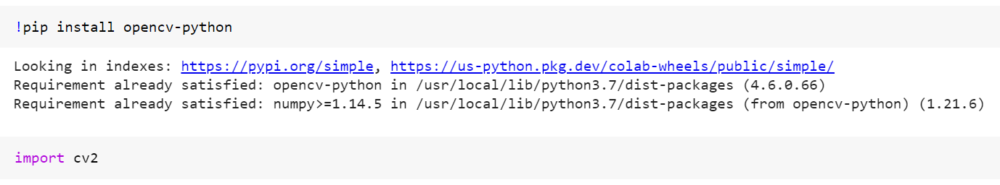 !pip install opencv-python
Looking in indexes: https://pypi.org/simple, https://us-python.pkg.dev/colab-wheels/public/simple/
Requirement already satisfied: opencv-python in /usr/local/lib/python3.7/dist-packages (4.6.0.66)
Requirement already satisfied: numpy>=1.14.5 in /usr/local/lib/python3.7/dist-packages (from opencv-python) (1.21.6)
import cv2